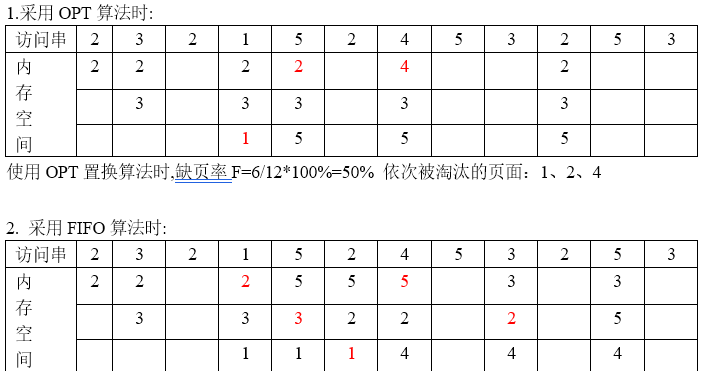 1.采用 OPT 算法时:
访问串 2 3 2 1 5 2 4 5 3 2 5 3
内存空间 2 2 2 2 4 2
3 3 3 3 3
1 5 5 5
使用 OPT 置换算法时,缺页率 F=6/12*100%=50% 依次被淘汰的页面：1、2、4
2. 采用 FIFO 算法时:
访问串 2 3 2 1 5 2 4 5 3 2 5 3
内存空间 2 2 2 5 5 5 3 3
3 3 3 2 2 2 5
1 1 1 4 4 4